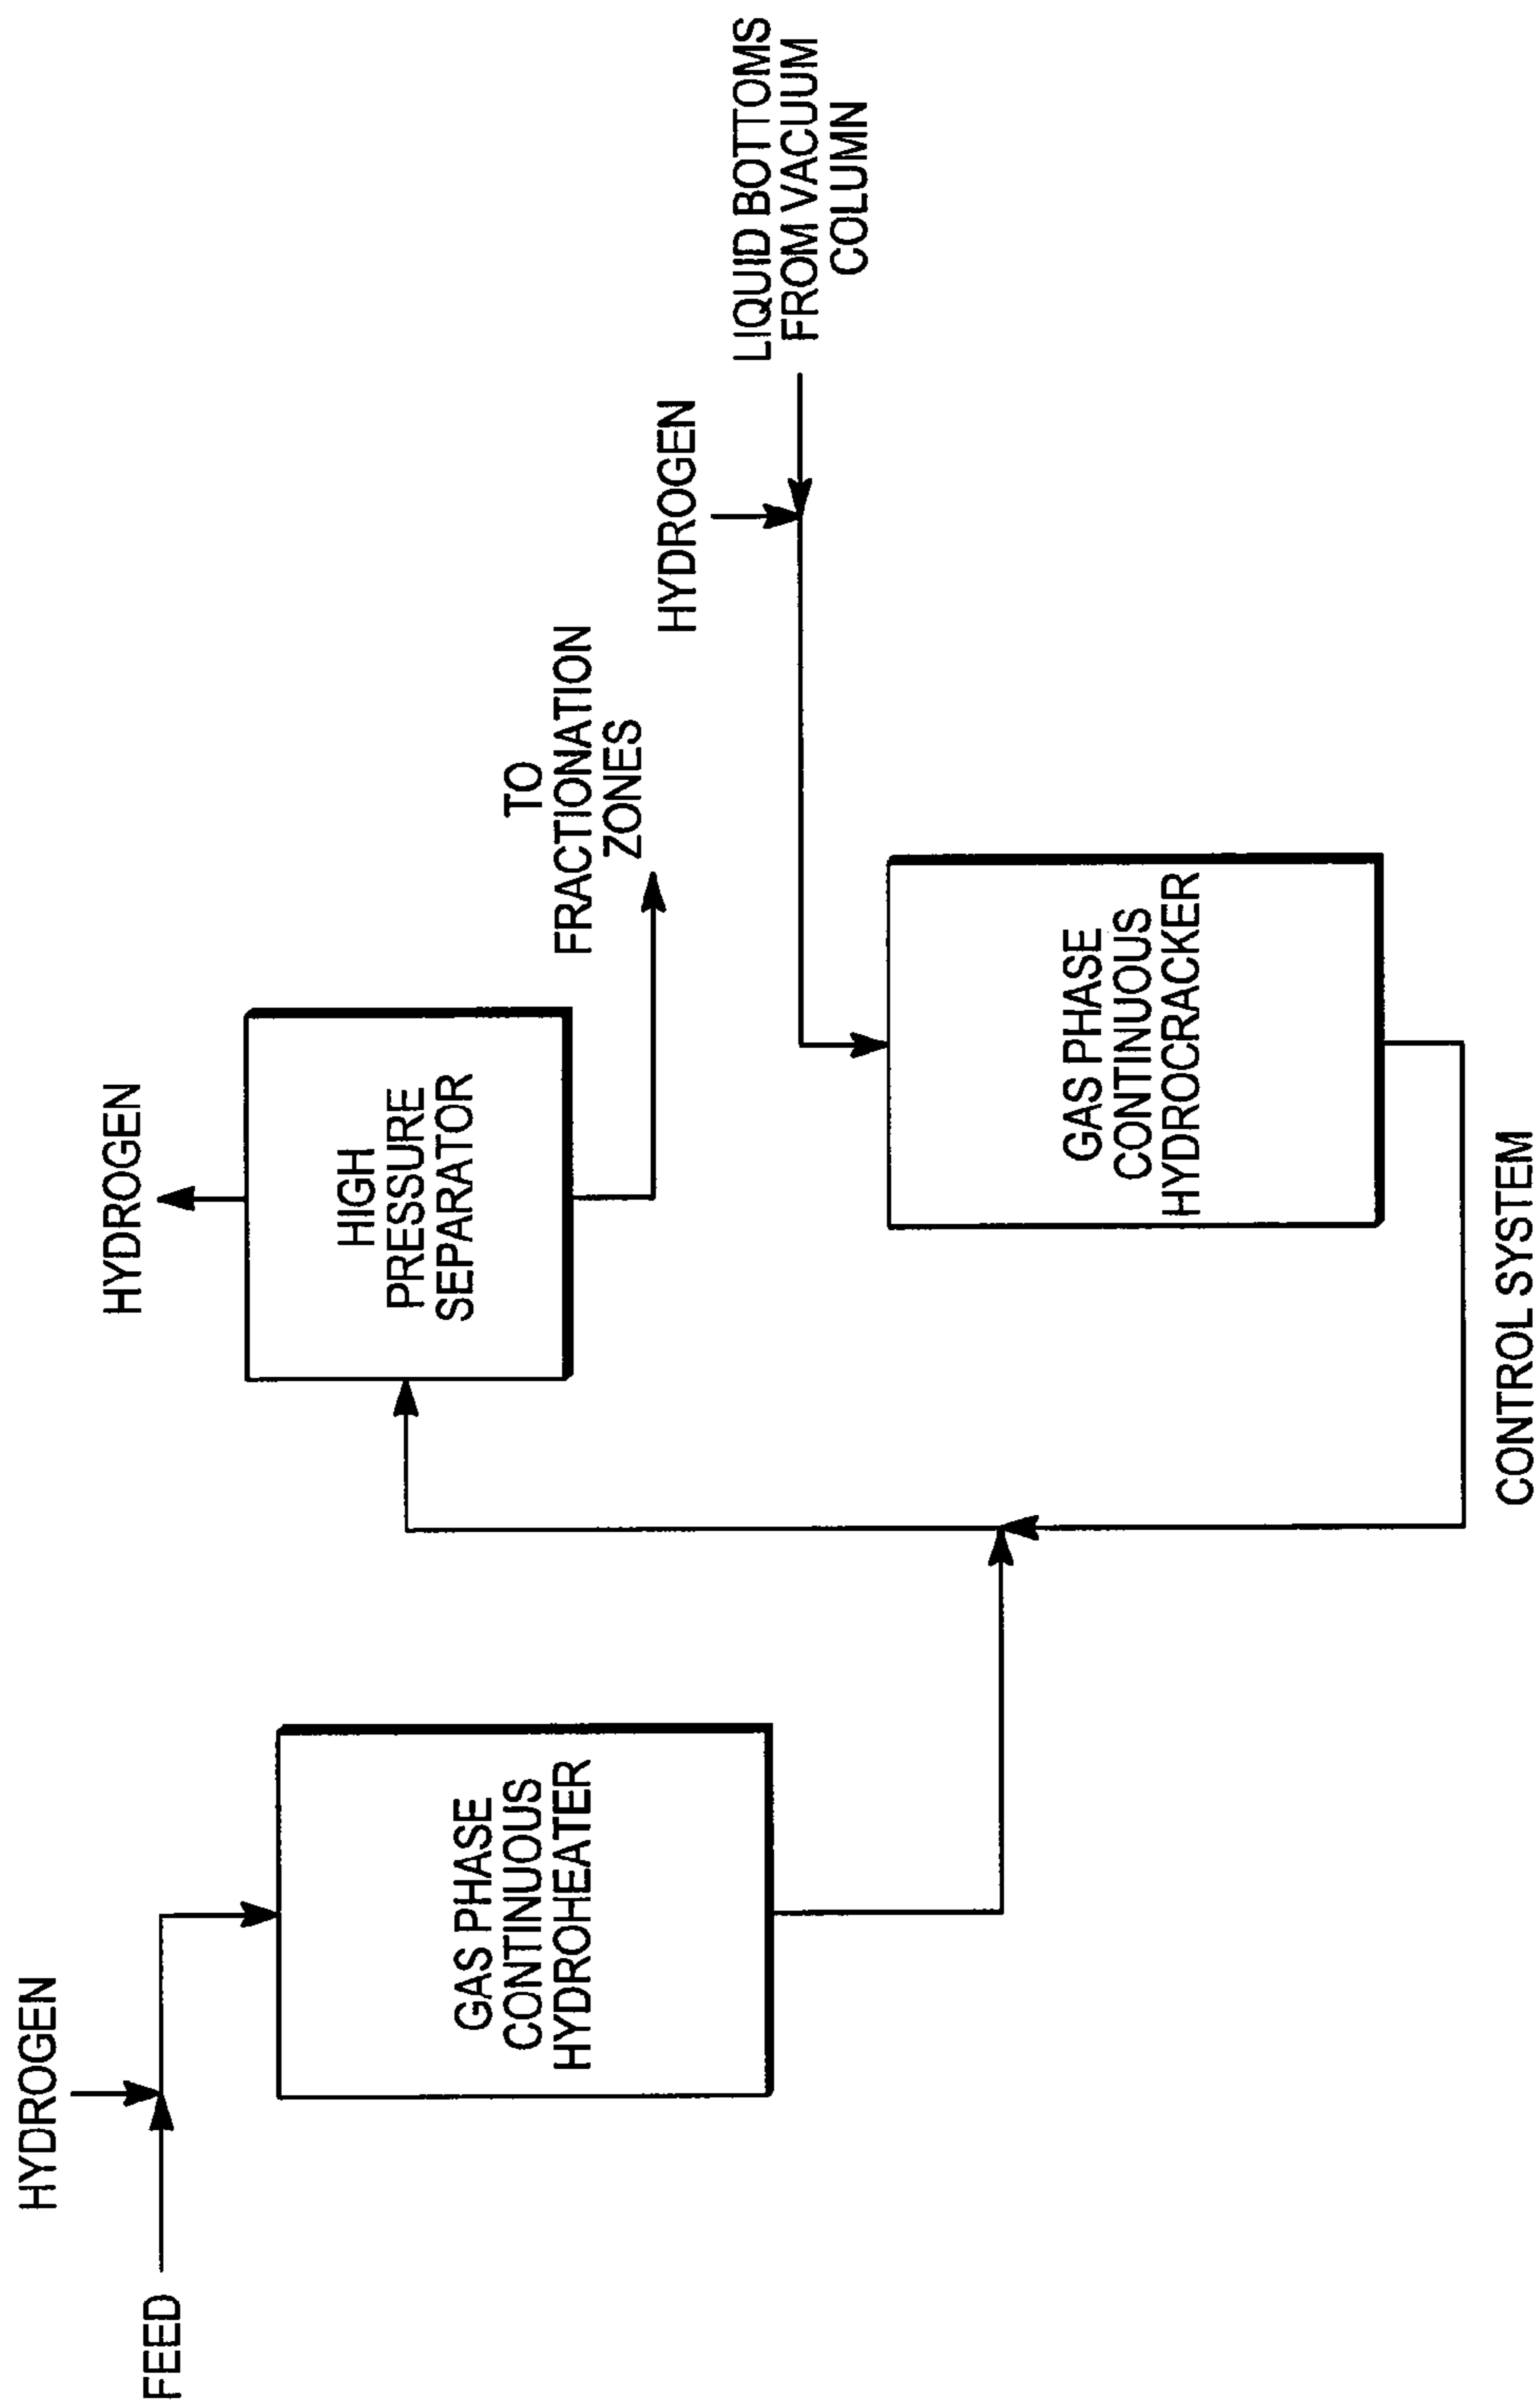 HYDROGEN
FEED
GAS PHASE
CONTINUOUS
HYDROHEATER
HYDROGEN
HIGH
PRESSURE
SEPARATOR
TO
FRACTIONATION
ZONES
HYDROGEN
LIQUID BOTTOMS
FROM VACUUM
COLUMN
GAS PHASE
CONTINUOUS
HYDROCRACKER
CONTROL SYSTEM